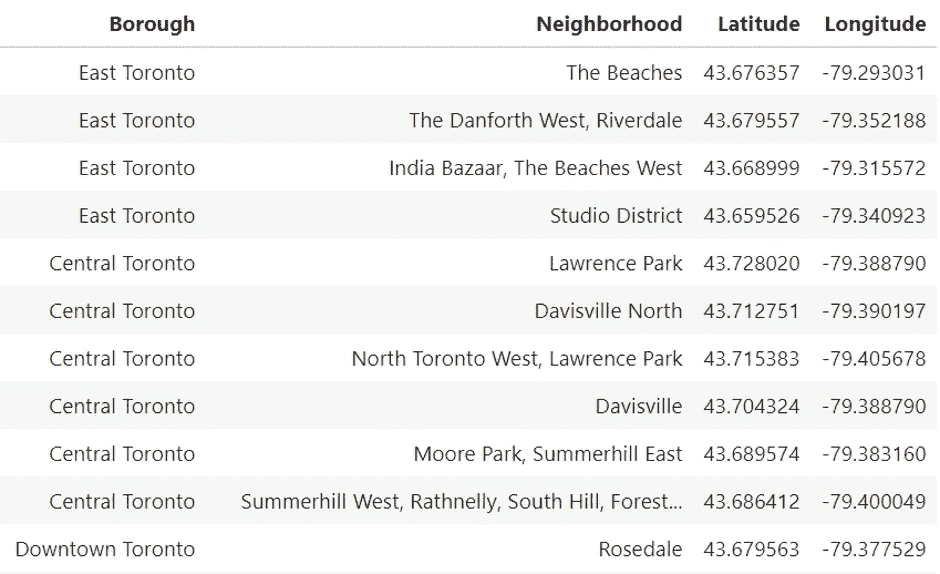 Borough Neighborhood Latitude Longitude
East Toronto The Beaches 43.676357 -79.293031
East Toronto The Danforth West, Riverdale 43.679557 -79.352188
East Toronto India Bazaar, The Beaches West 43.668999 -79.315572
East Toronto Studio District 43.659526 -79.340923
Central Toronto Lawrence Park 43.728020 -79.388790
Central Toronto Davisville North 43.712751 -79.390197
Central Toronto North Toronto West, Lawrence Park 43.715383 -79.405678
Central Toronto Davisville 43.704324 -79.388790
Central Toronto Moore Park, Summerhill East 43.689574 -79.383160
Central Toronto Summerhill West, Rathnelly, South Hill, Forest... 43.686412 -79.400049
Downtown Toronto Rosedale 43.679563 -79.377529